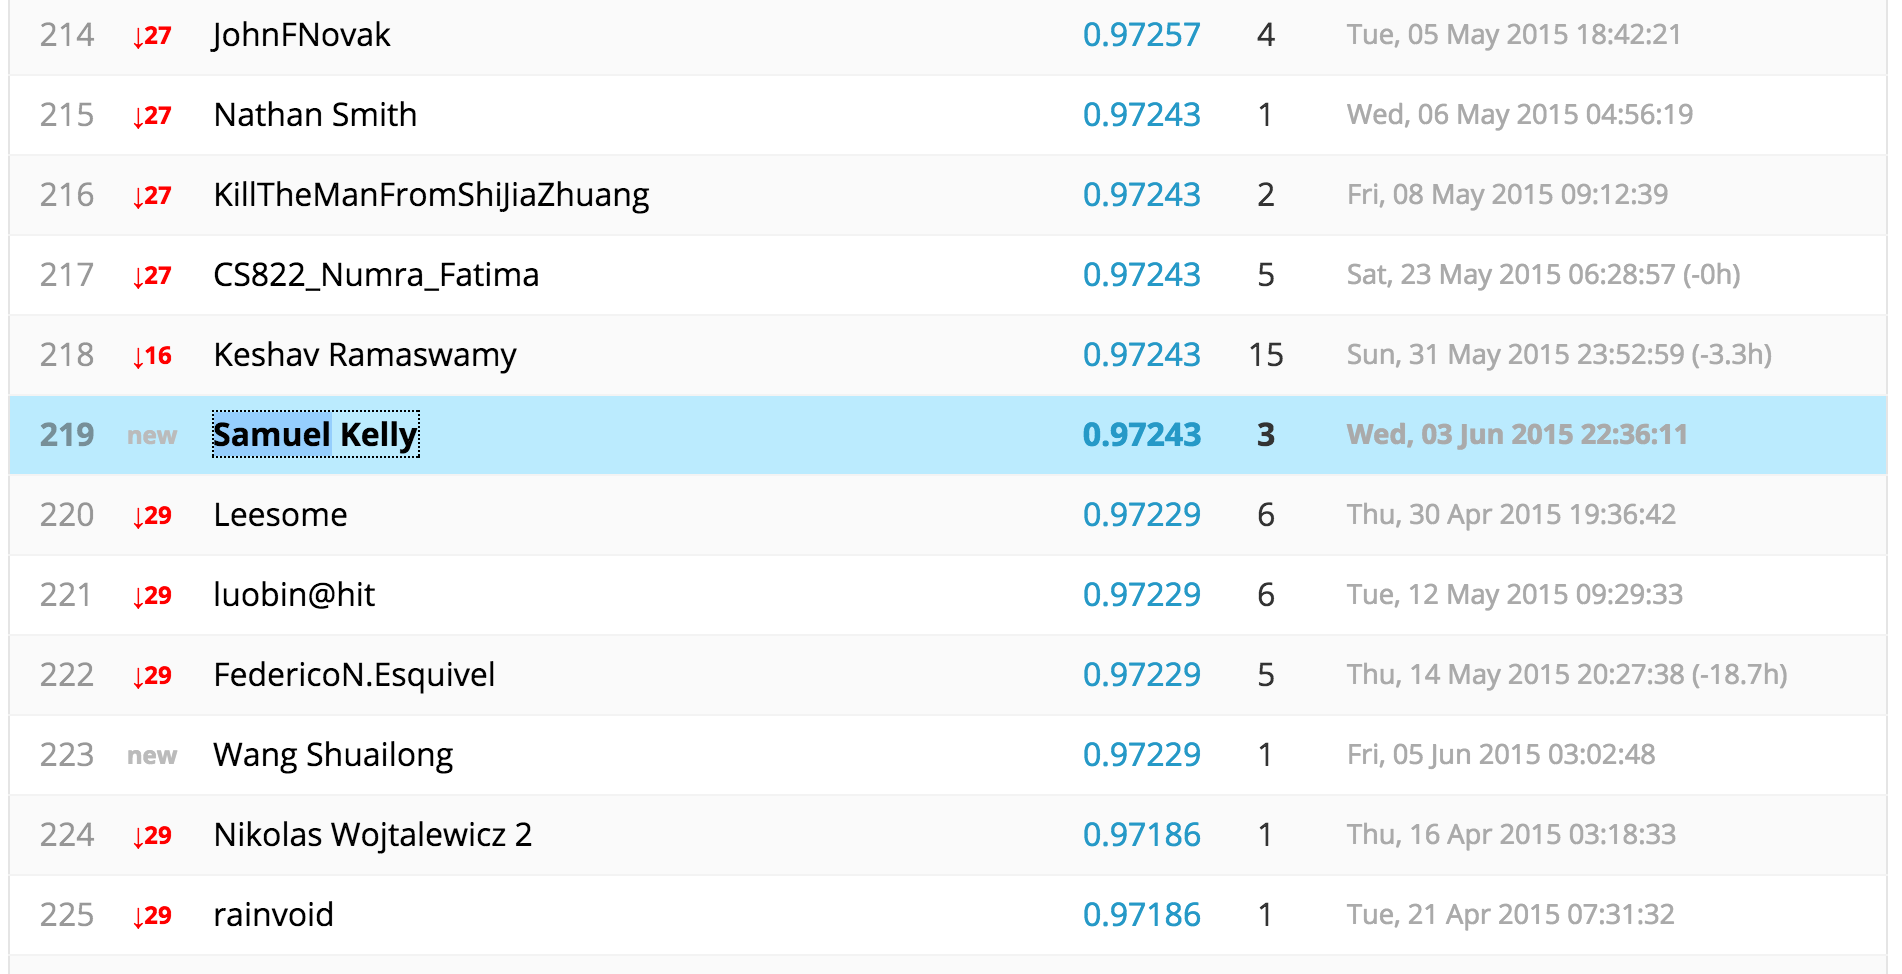 214 ↓27 JohnFNovak 0.97257 4 Tue, 05 May 2015 18:42:21
215 ↓27 Nathan Smith 0.97243 1 Wed, 06 May 2015 04:56:19
216 ↓27 KillTheManFromShiJiaZhuang 0.97243 2 Fri, 08 May 2015 09:12:39
217 ↓27 CS822_Numra_Fatima 0.97243 5 Sat, 23 May 2015 06:28:57 (-0h)
218 ↓16 Keshav Ramaswamy 0.97243 15 Sun, 31 May 2015 23:52:59 (-3.3h)
219 new Samuel Kelly 0.97243 3 Wed, 03 Jun 2015 22:36:11
220 ↓29 Leesome 0.97229 6 Thu, 30 Apr 2015 19:36:42
221 ↓29 luobin@hit 0.97229 6 Tue, 12 May 2015 09:29:33
222 ↓29 FedericoN.Esquivel 0.97229 5 Thu, 14 May 2015 20:27:38 (-18.7h)
223 new Wang Shuailong 0.97229 1 Fri, 05 Jun 2015 03:02:48
224 ↓29 Nikolas Wojtalewicz 2 0.97186 1 Thu, 16 Apr 2015 03:18:33
225 ↓29 rainvoid 0.97186 1 Tue, 21 Apr 2015 07:31:32